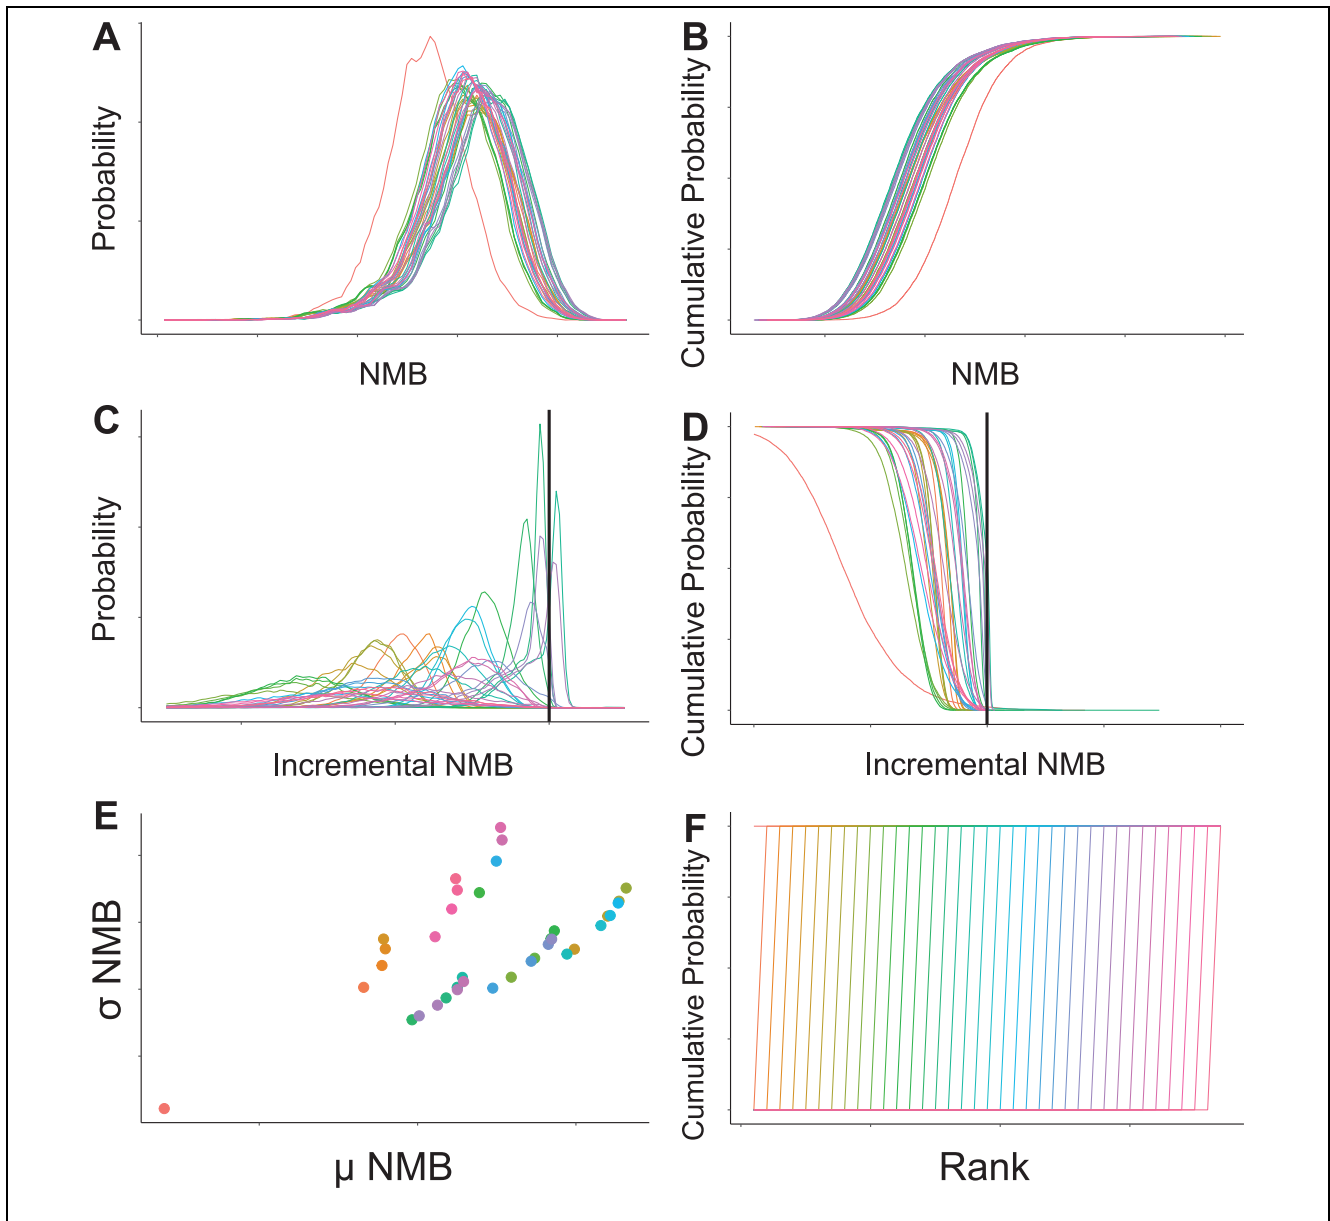 A
Probability
NMB
B
Cumulative Probability
NMB
C
Probability
Incremental NMB
D
Cumulative Probability
Incremental NMB
E
σ NMB
μ NMB
F
Cumulative Probability
Rank